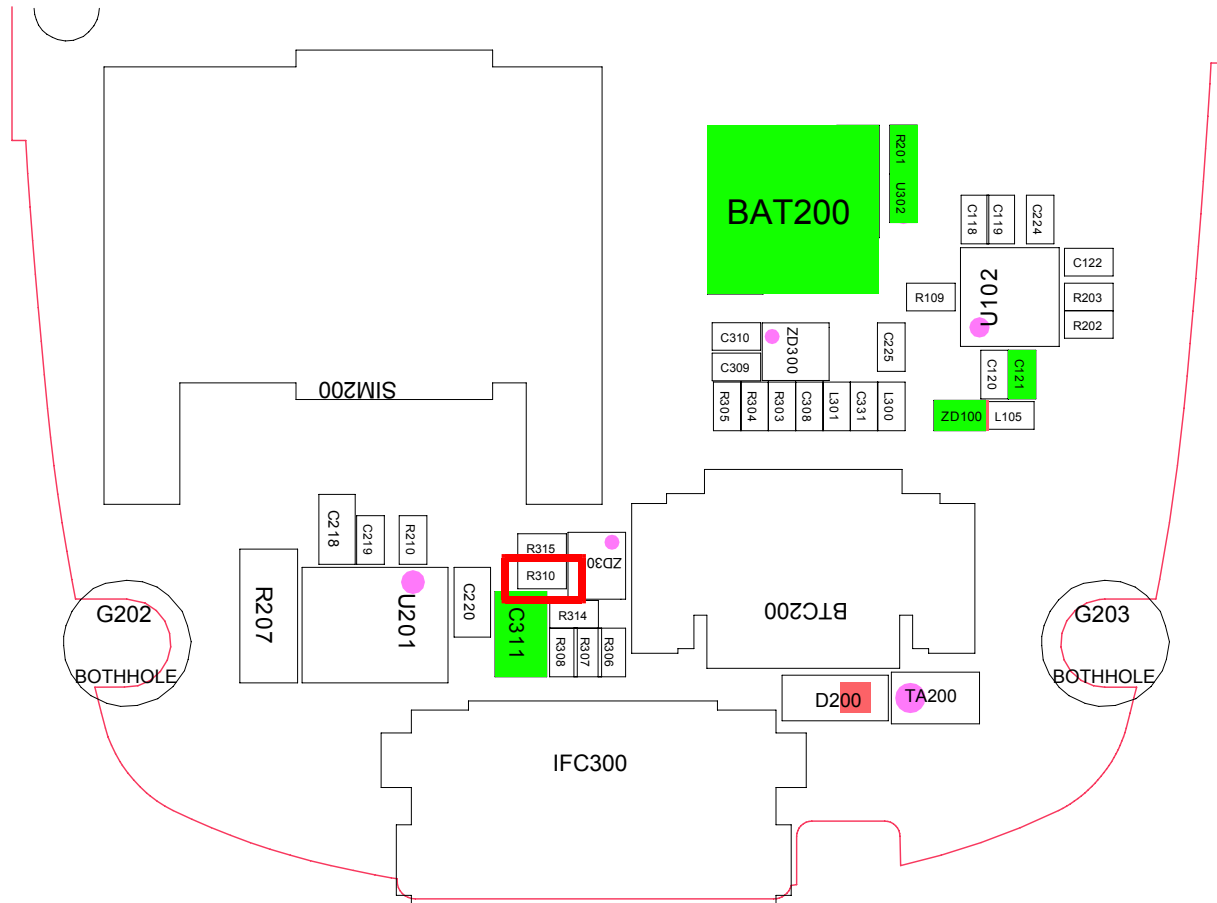 R201
BAT200
U302
C118
C119
C224
C122
R109
U102
R203
R202
C310
ZD300
C225
C309
C120
C121
SIM200
R305
R304
R303
C308
L301
C331
L300
ZD100
L105
C218
C219
R210
R315
ZD30
R310
R207
C220
U201
C311
R314
BTC200
G202
G203
R308
R307
R306
BOTHHOLE
BOTHHOLE
D200
TA200
IFC300